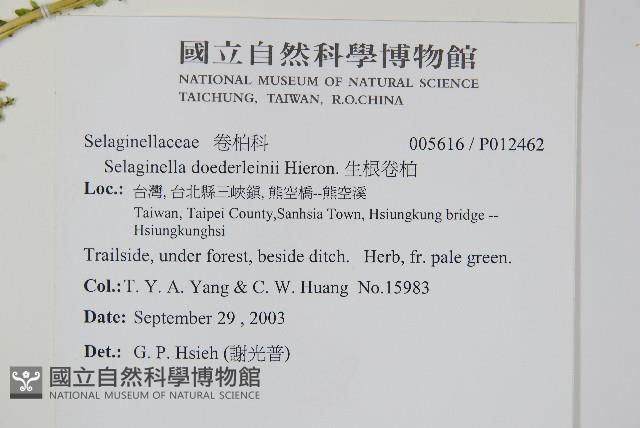 國立自然科學博物館
NATIONAL MUSEUM OF NATURAL SCIENCE
TAICHUNG, TAIWAN, R.O.CHINA
Selaginellaceae 卷柏科 005616 / P012462
Selaginella doederleinii Hieron. 生根卷柏
Loc.: 台灣, 台北縣三峽鎮, 熊空橋--熊空溪
Taiwan, Taipei County,Sanhsia Town, Hsiungkung bridge --
Hsiungkunghsi
Trailside, under forest, beside ditch. Herb, fr. pale green.
Col.: T. Y. A. Yang & C. W. Huang No.15983
Date: September 29 , 2003
Det.: G. P. Hsieh (謝光普)
國立自然科學博物館
NATIONAL MUSEUM OF NATURAL SCIENCE